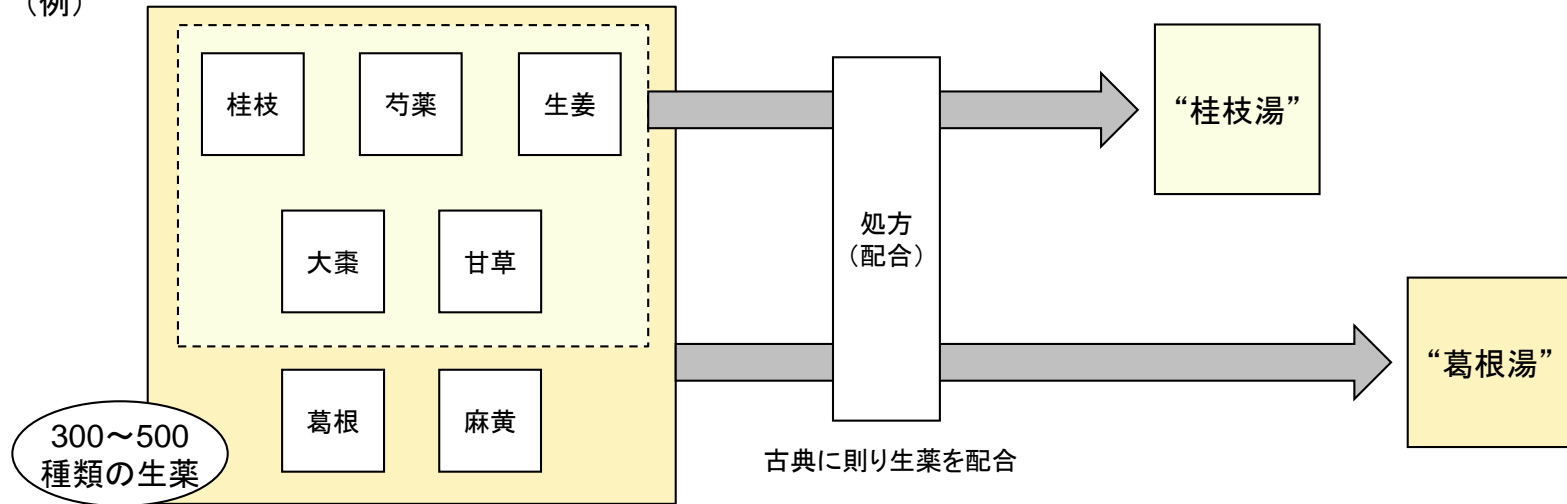 （例）
桂枝
芍薬
生姜
大棗
甘草
葛根
麻黄
300～500
種類の生薬
処方
（配合）
古典に則り生薬を配合
“桂枝湯”
“葛根湯”